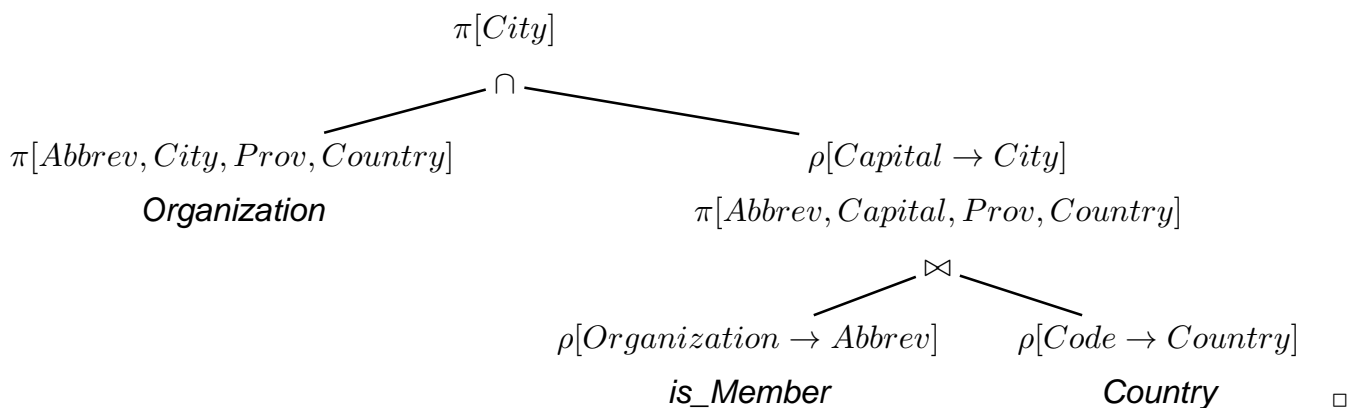 π[City]
∩
π[Abbrev, City, Prov, Country] ρ[Capital → City]
Organization π[Abbrev, Capital, Prov, Country]
⋈
ρ[Organization → Abbrev] ρ[Code → Country]
is_Member Country □